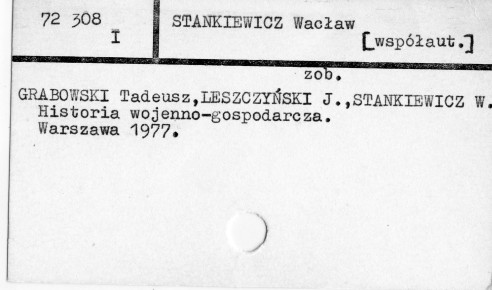 72 308
I
STANKIEWICZ Wacław
[współaut.]
zob.
GRABOWSKI Tadeusz,LESZCZYŃSKI J.,STANKIEWICZ W.
Historia wojenno-gospodarcza.
Warszawa 1977.